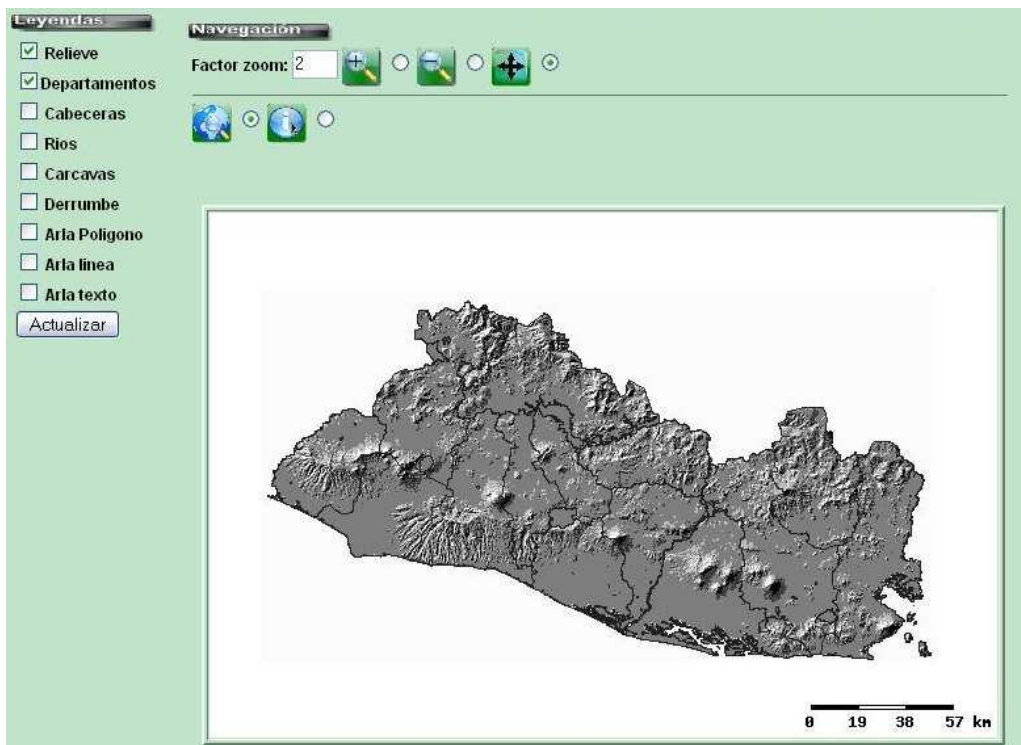 Leyendas
Relieve
Departamentos
Cabeceras
Rios
Carcavas
Derrumbe
Arla Poligono
Arla linea
Arla texto
Actualizar
Navegación
Factor zoom: 2
0 19 38 57 km